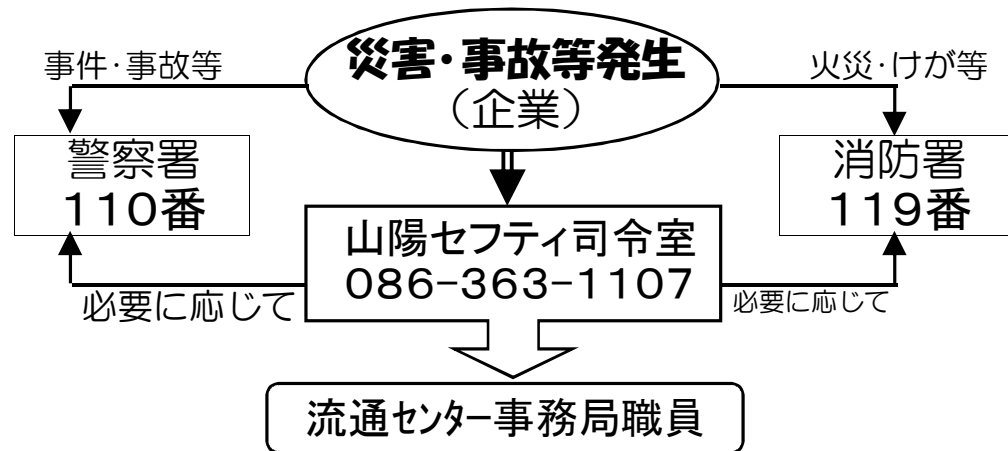 災害・事故等発生
（企業）
事件・事故等
火災・けが等
警察署
110番
消防署
119番
山陽セフティ司令室
086-363-1107
必要に応じて
必要に応じて
流通センター事務局職員